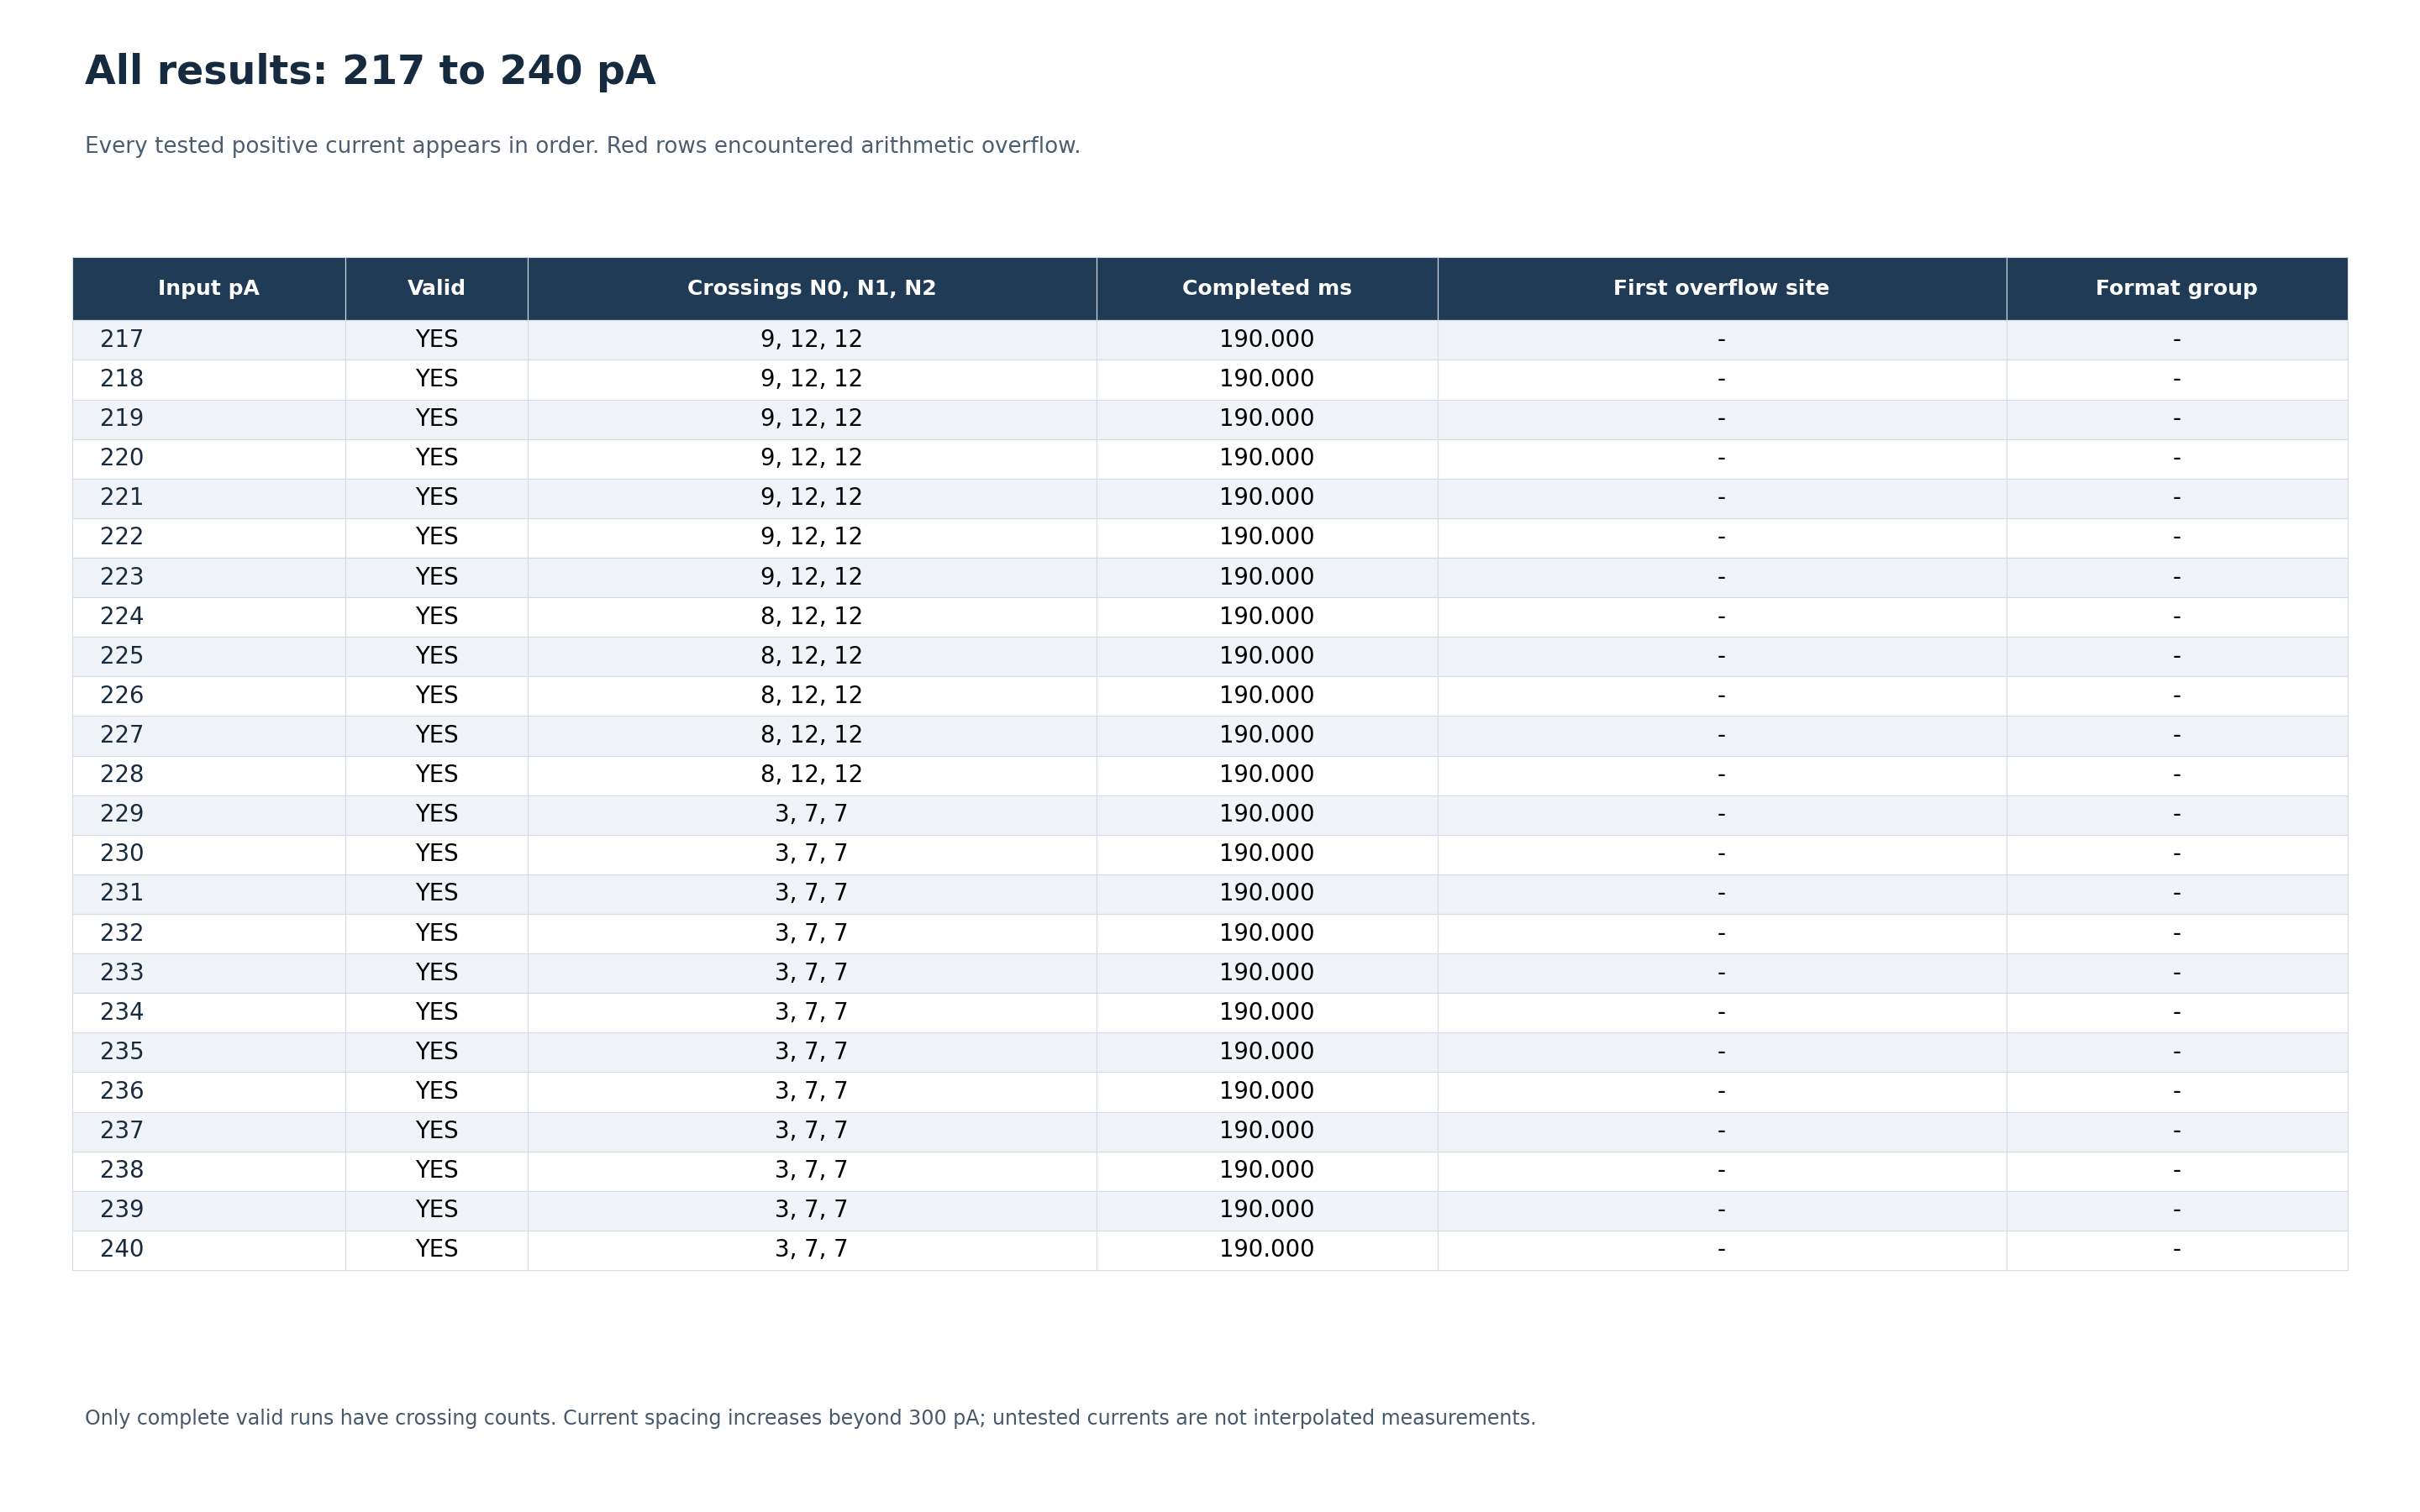 All results: 217 to 240 pA
Every tested positive current appears in order. Red rows encountered arithmetic overflow.
Input pA Valid Crossings N0, N1, N2 Completed ms First overflow site Format group
217 YES 9, 12, 12 190.000 - -
218 YES 9, 12, 12 190.000 - -
219 YES 9, 12, 12 190.000 - -
220 YES 9, 12, 12 190.000 - -
221 YES 9, 12, 12 190.000 - -
222 YES 9, 12, 12 190.000 - -
223 YES 9, 12, 12 190.000 - -
224 YES 8, 12, 12 190.000 - -
225 YES 8, 12, 12 190.000 - -
226 YES 8, 12, 12 190.000 - -
227 YES 8, 12, 12 190.000 - -
228 YES 8, 12, 12 190.000 - -
229 YES 3, 7, 7 190.000 - -
230 YES 3, 7, 7 190.000 - -
231 YES 3, 7, 7 190.000 - -
232 YES 3, 7, 7 190.000 - -
233 YES 3, 7, 7 190.000 - -
234 YES 3, 7, 7 190.000 - -
235 YES 3, 7, 7 190.000 - -
236 YES 3, 7, 7 190.000 - -
237 YES 3, 7, 7 190.000 - -
238 YES 3, 7, 7 190.000 - -
239 YES 3, 7, 7 190.000 - -
240 YES 3, 7, 7 190.000 - -
Only complete valid runs have crossing counts. Current spacing increases beyond 300 pA; untested currents are not interpolated measurements.